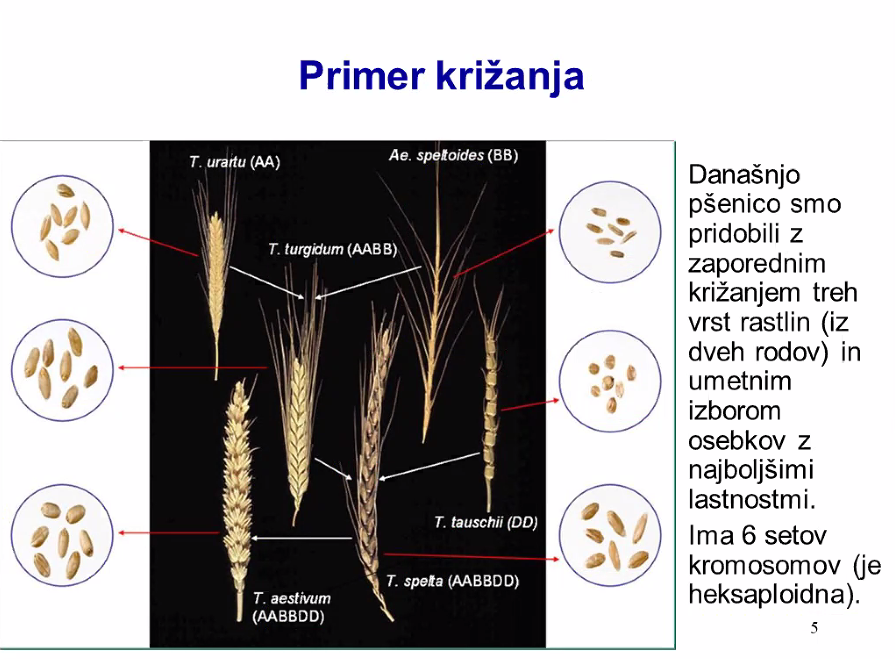 Primer križanja
T. urartu (AA)
Ae. speltoides (BB)
T. turgidum (AABB)
T. tauschii (DD)
T. spelta (AABBDD)
T. aestivum
(AABBDD)
Današnjo
pšenico smo
pridobili z
zaporednim
križanjem treh
vrst rastlin (iz
dveh rodov) in
umetnim
izborom
osebkov z
najboljšimi
lastnostmi.
Ima 6 setov
kromosomov (je
heksaploidna).
5